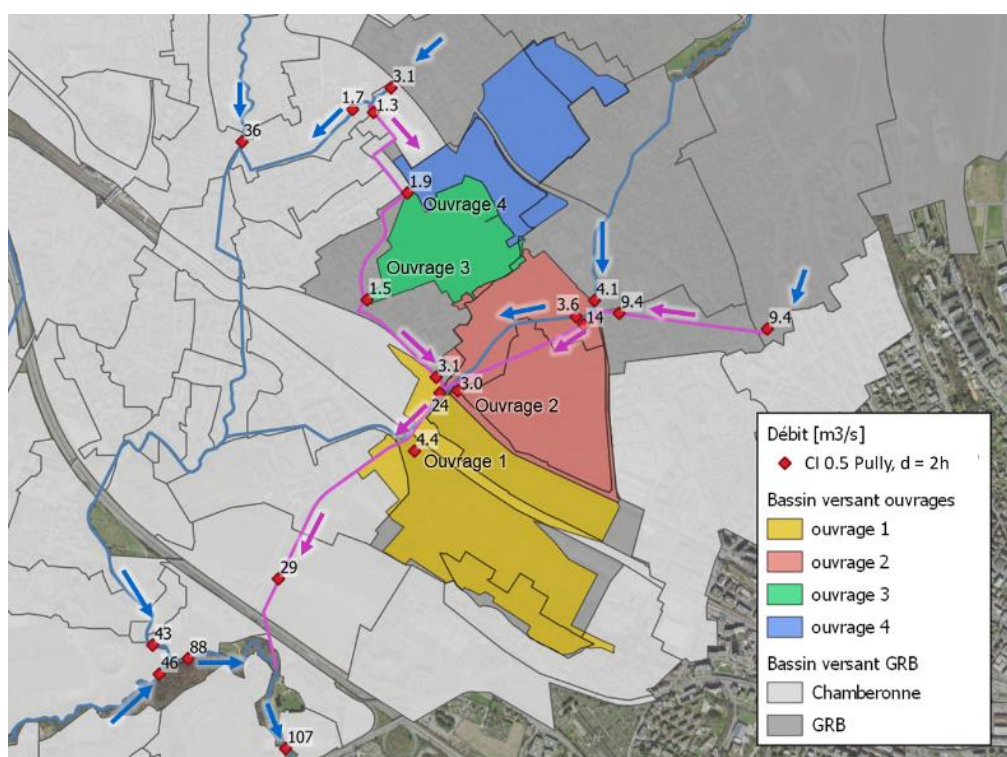 3.1
1.7
1.3
36
1.9
Ouvrage 4
Ouvrage 3
1.5
4.1
3.6
9.4
14
9.4
3.1
3.0
24
Ouvrage 2
4.4
Ouvrage 1
29
43
88
46
107
Débit [m3/s]
CI 0.5 Pully, d = 2h
Bassin versant ouvrages
ouvrage 1
ouvrage 2
ouvrage 3
ouvrage 4
Bassin versant GRB
Chamberonne
GRB